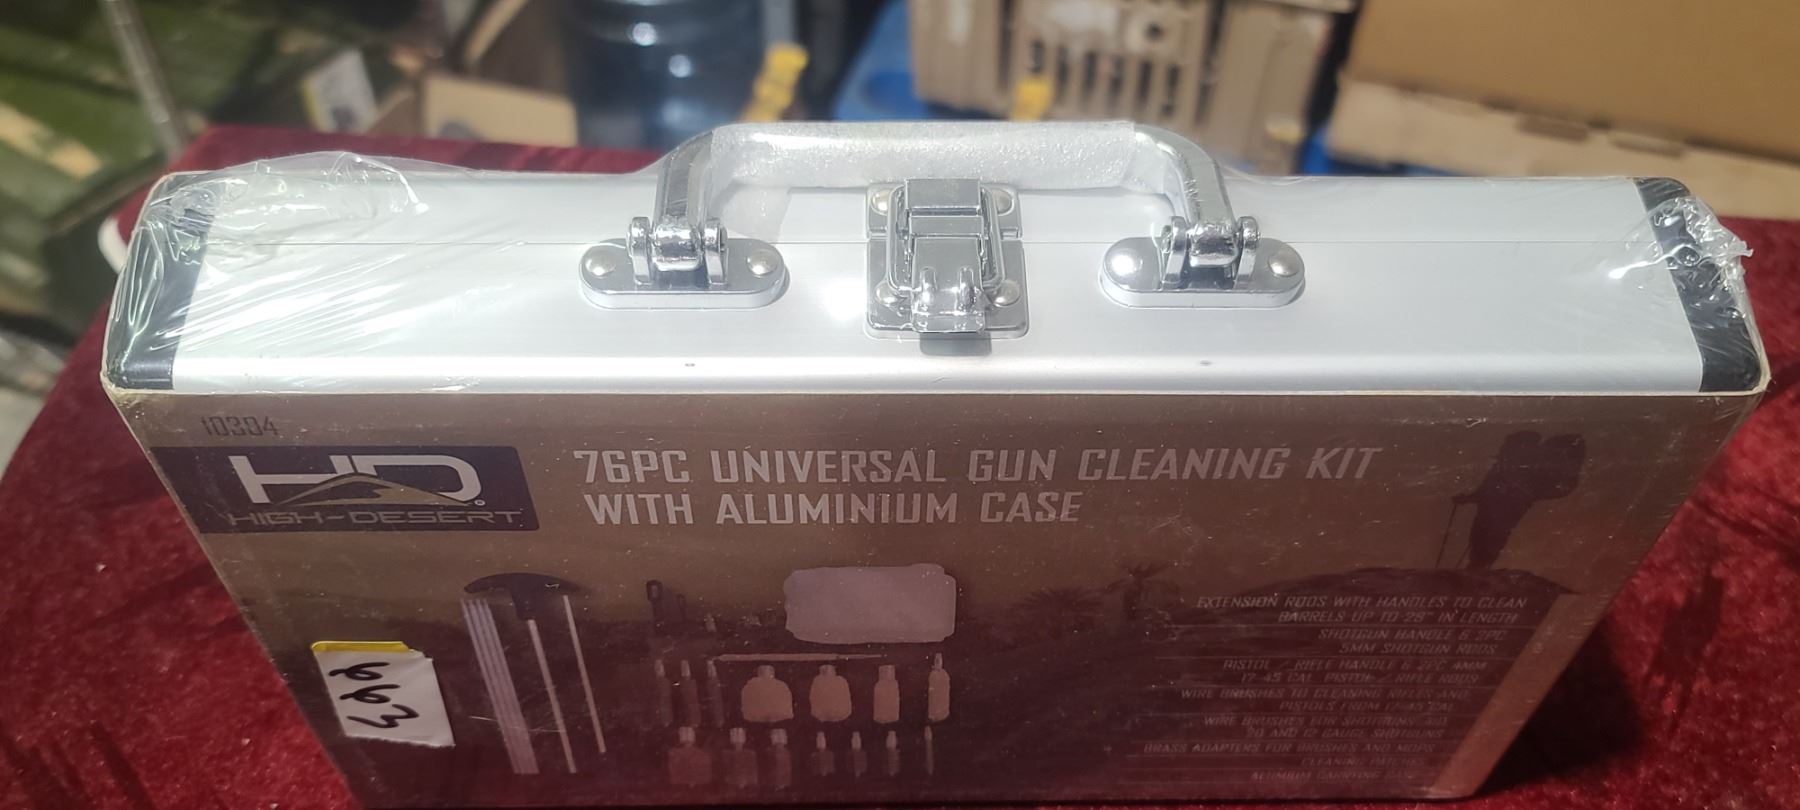 10304
HD
HIGH-DESERT
76PC UNIVERSAL GUN CLEANING KIT
WITH ALUMINIUM CASE
663
EXTENSION RODS WITH HANDLES TO CLEAN
BARRELS UP TO 28" IN LENGTH
SHOTGUN HANDLE & 2PC
5MM SHOTGUN RODS
PISTOL / RIFLE HANDLE & 2PC 4MM
17-45 CAL PISTOL / RIFLE RODS
WIRE BRUSHES TO CLEANING RIFLES AND
PISTOLS FROM 17-45 CAL
WIRE BRUSHES FOR SHOTGUNS
20 AND 12 GAUGE SHOTGUNS
BRASS ADAPTERS FOR BRUSHES AND MOPS
CLEANING PATCHES
CARRYING CASE